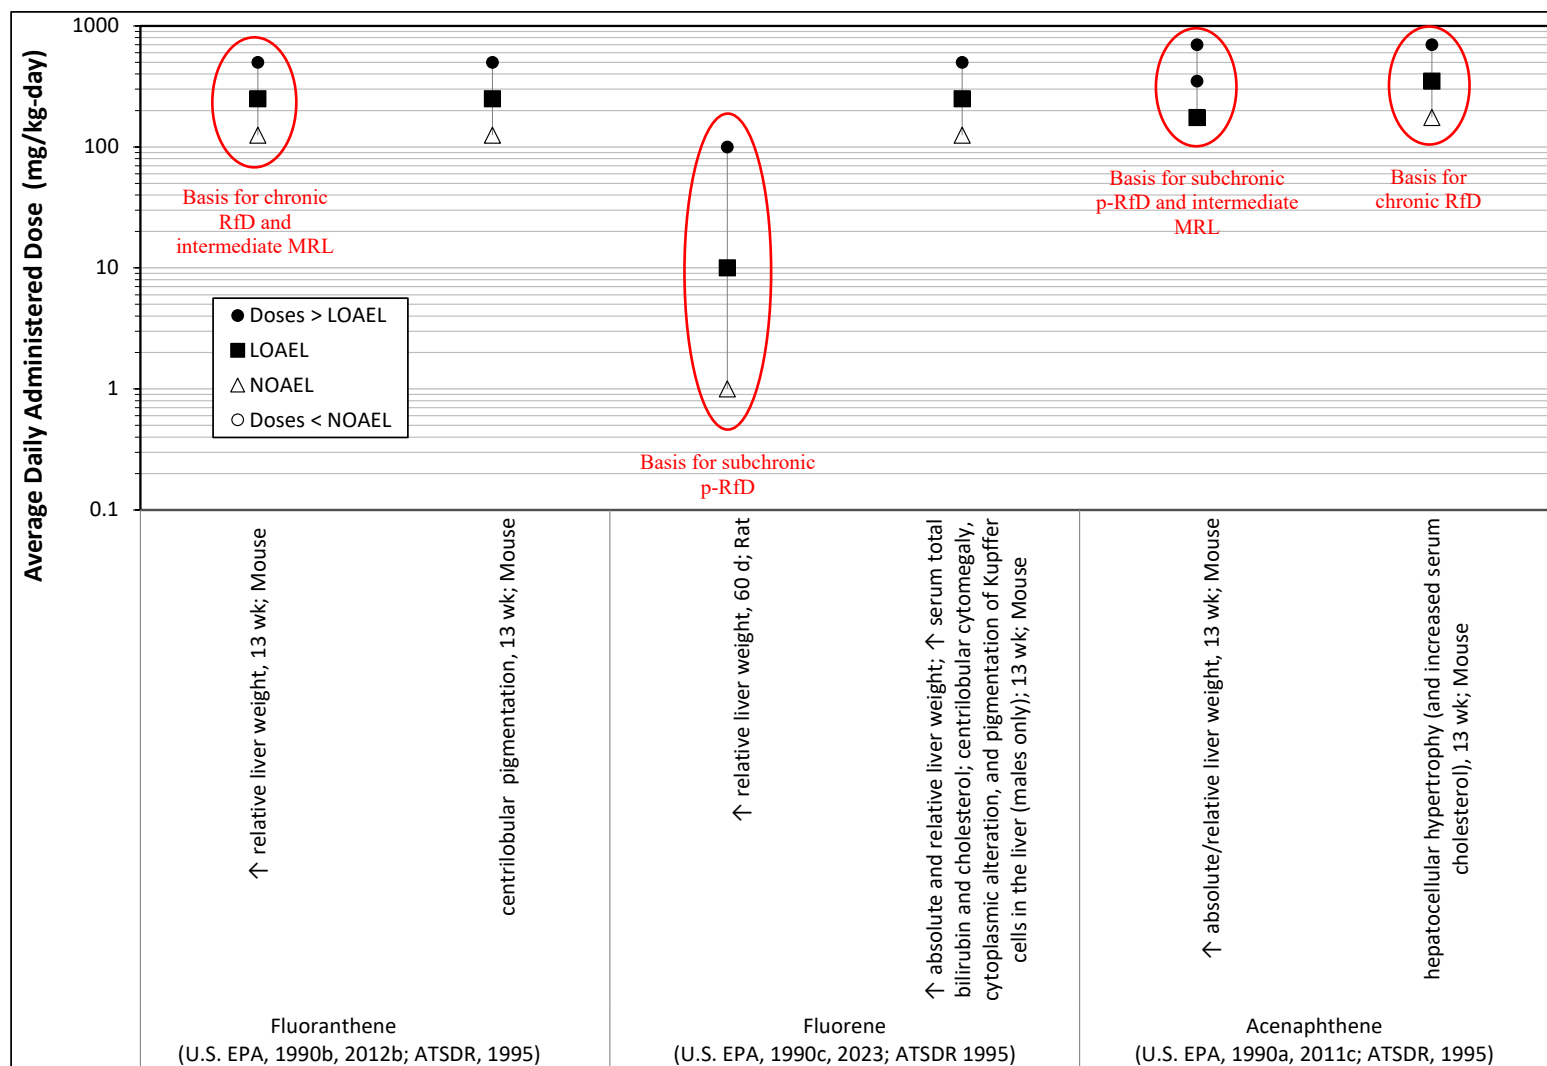 Average Daily Administered Dose (mg/kg-day)
1000
100
10
1
0.1
Basis for chronic
RfD and
intermediate MRL
Basis for subchronic
p-RfD
Basis for subchronic
p-RfD and intermediate
MRL
Basis for
chronic RfD
Doses > LOAEL
LOAEL
NOAEL
Doses < NOAEL
↑ relative liver weight, 13 wk; Mouse
centrilobular pigmentation, 13 wk; Mouse
↑ relative liver weight, 60 d; Rat
↑ absolute and relative liver weight; ↑ serum total
bilirubin and cholesterol; centrilobular cytomegaly,
cytoplasmic alteration, and pigmentation of Kupffer
cells in the liver (males only); 13 wk; Mouse
↑ absolute/relative liver weight, 13 wk; Mouse
hepatocellular hypertrophy (and increased serum
cholesterol), 13 wk; Mouse
Fluoranthene
(U.S. EPA, 1990b, 2012b; ATSDR, 1995)
Fluorene
(U.S. EPA, 1990c, 2023; ATSDR 1995)
Acenaphthene
(U.S. EPA, 1990a, 2011c; ATSDR, 1995)